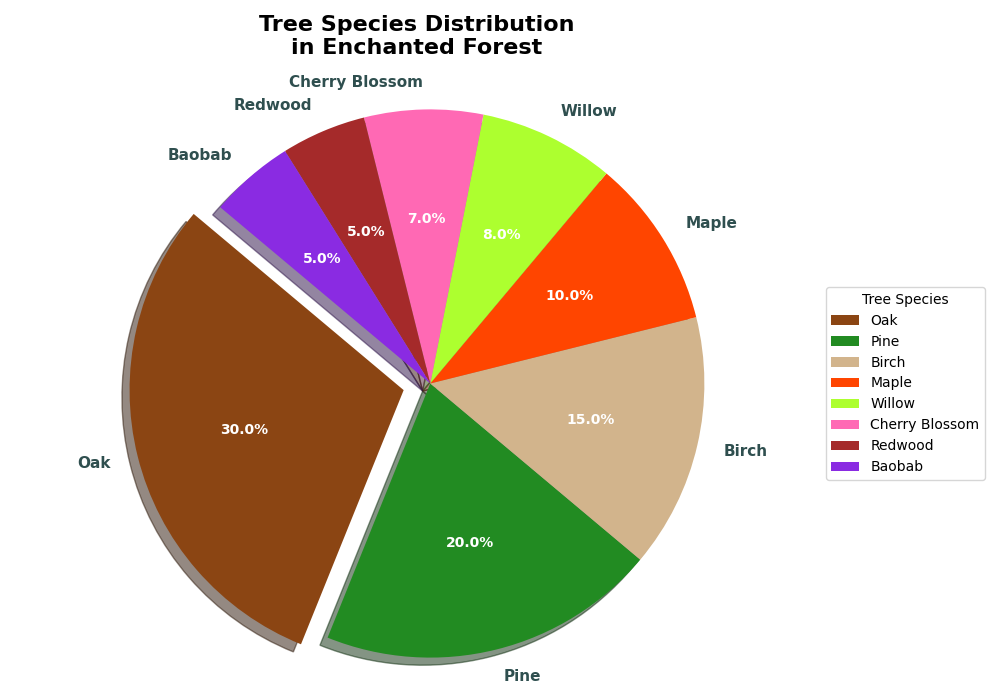 Tree Species Distribution
in Enchanted Forest
Cherry Blossom
Redwood
Willow
Baobab
Maple
7.0%
5.0%
8.0%
5.0%
10.0%
Tree Species
Oak
Pine
Birch
Maple
Willow
Cherry Blossom
Redwood
Baobab
15.0%
30.0%
Birch
Oak
20.0%
Pine